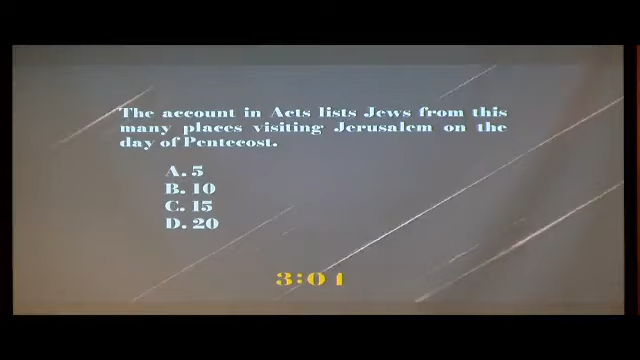 The account in Acts lists Jews from this
many places visiting Jerusalem on the
day of Pentecost.
A. 5
B. 10
C. 15
D. 20
3:01